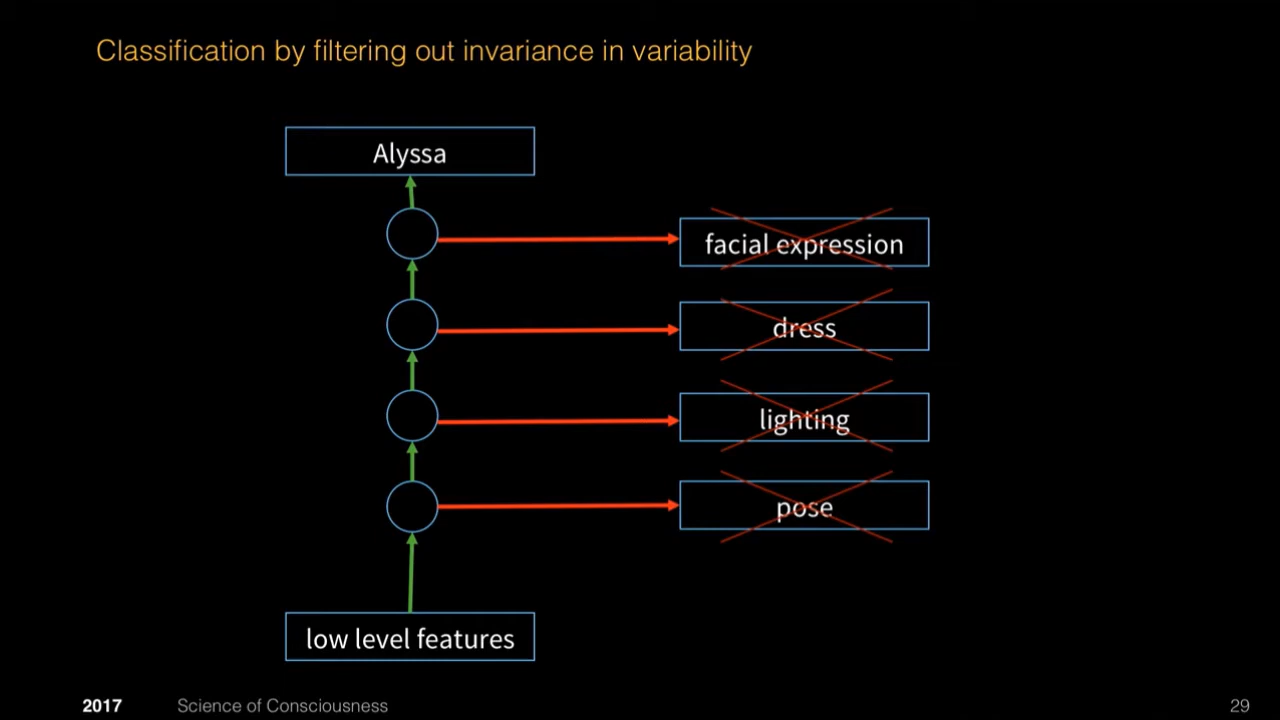 Classification by filtering out invariance in variability
Alyssa
facial expression
dress
lighting
pose
low level features
2017 Science of Consciousness 29